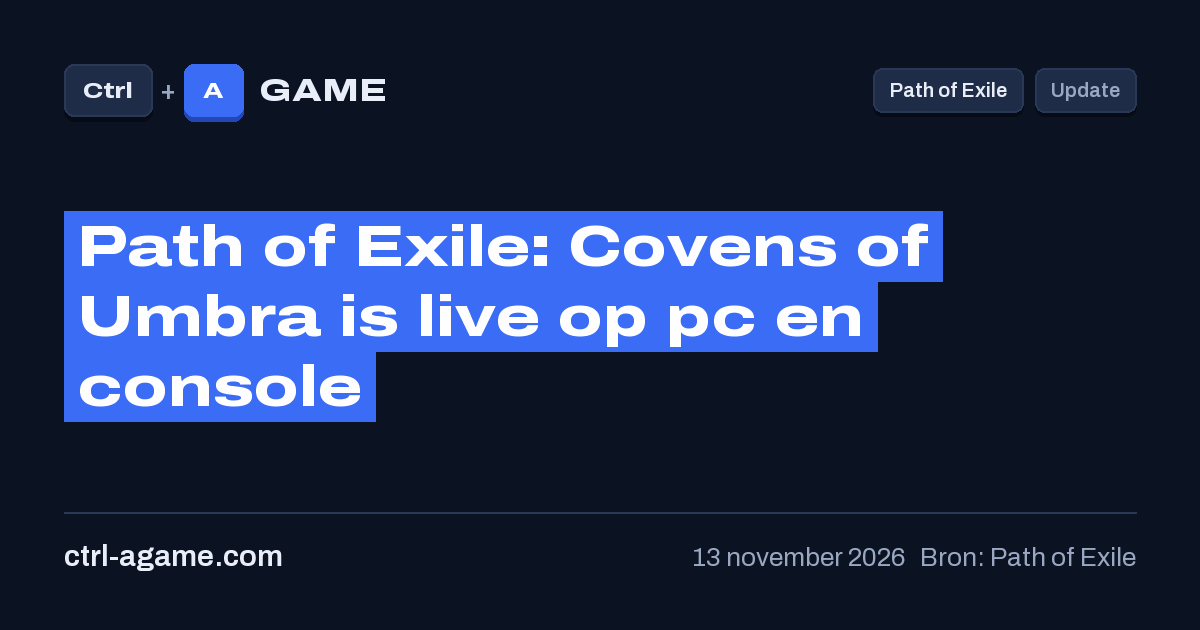 Ctrl + A GAME
Path of Exile
Update
Path of Exile: Covens of
Umbra is live op pc en
console
ctrl-agame.com
13 november 2026 Bron: Path of Exile